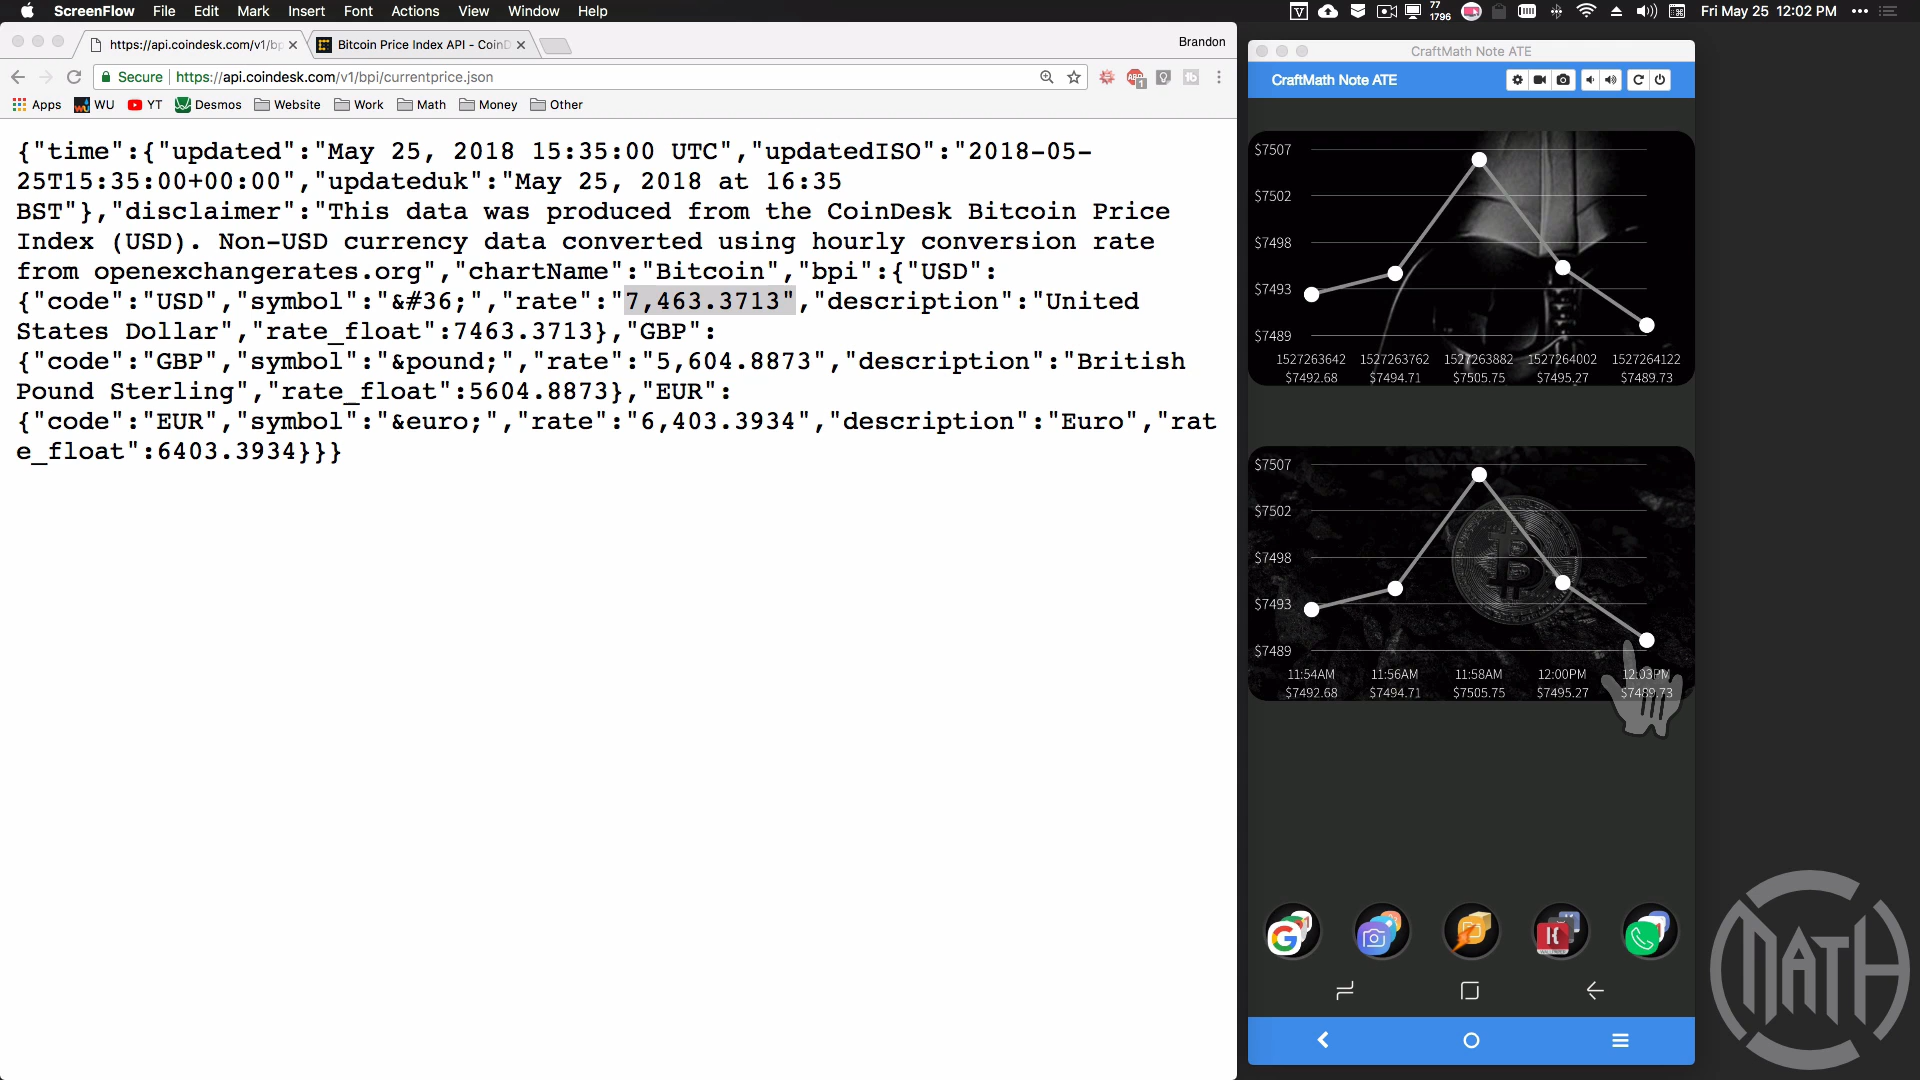 ScreenFlow File Edit Mark Insert Font Actions View Window Help
77
1796
Fri May 25 12:02 PM
https://api.coindesk.com/v1/bp
Bitcoin Price Index API - CoinD
Brandon
Secure https://api.coindesk.com/v1/bpi/currentprice.json
Apps WU YT Desmos Website Work Math Money Other
{"time":{"updated":"May 25, 2018 15:35:00 UTC","updatedISO":"2018-05-
25T15:35:00+00:00","updateduk":"May 25, 2018 at 16:35
BST"},"disclaimer":"This data was produced from the CoinDesk Bitcoin Price
Index (USD). Non-USD currency data converted using hourly conversion rate
from openexchangerates.org","chartName":"Bitcoin","bpi":{"USD":
{"code":"USD","symbol":"&#36;","rate":"7,463.3713","description":"United
States Dollar","rate_float":7463.3713},"GBP":
{"code":"GBP","symbol":"&pound;","rate":"5,604.8873","description":"British
Pound Sterling","rate_float":5604.8873},"EUR":
{"code":"EUR","symbol":"&euro;","rate":"6,403.3934","description":"Euro","rat
e_float":6403.3934}}}
CraftMath Note ATE
CraftMath Note ATE
$7507
$7502
$7498
$7493
$7489
1527263642 1527263762 1527263882 1527264002 1527264122
$7492.68 $7494.71 $7505.75 $7495.27 $7489.73
$7507
$7502
$7498
$7493
$7489
11:54AM 11:56AM 11:58AM 12:00PM 12:03PM
$7492.68 $7494.71 $7505.75 $7495.27 $7489.73
MATH